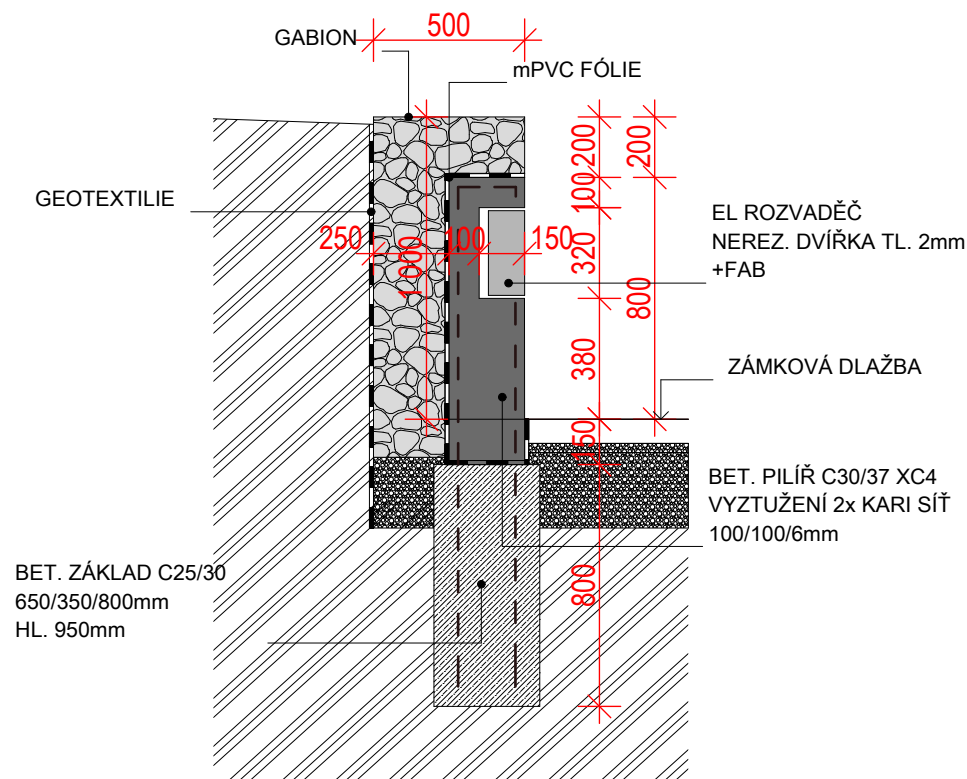 500
GABION
mPVC FÓLIE
200
200
GEOTEXTILIE
100
EL ROZVADĚČ
NEREZ. DVÍŘKA TL. 2mm
+FAB
250
100
150
1000
320
800
380
ZÁMKOVÁ DLAŽBA
150
BET. PILÍŘ C30/37 XC4
VYZTUŽENÍ 2x KARI SÍŤ
100/100/6mm
BET. ZÁKLAD C25/30
650/350/800mm
HL. 950mm
800